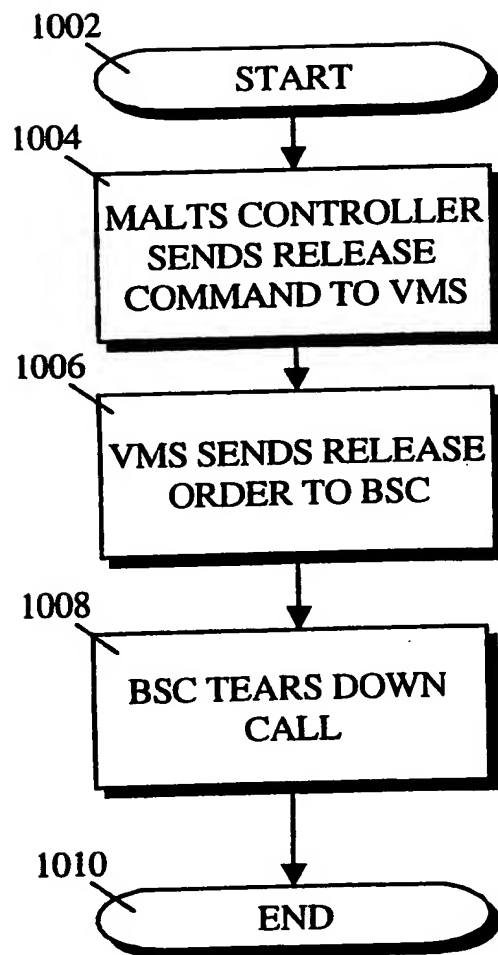 1002
START
1004
MALTS CONTROLLER
SENDS RELEASE
COMMAND TO VMS
1006
VMS SENDS RELEASE
ORDER TO BSC
1008
BSC TEARS DOWN
CALL
1010
END